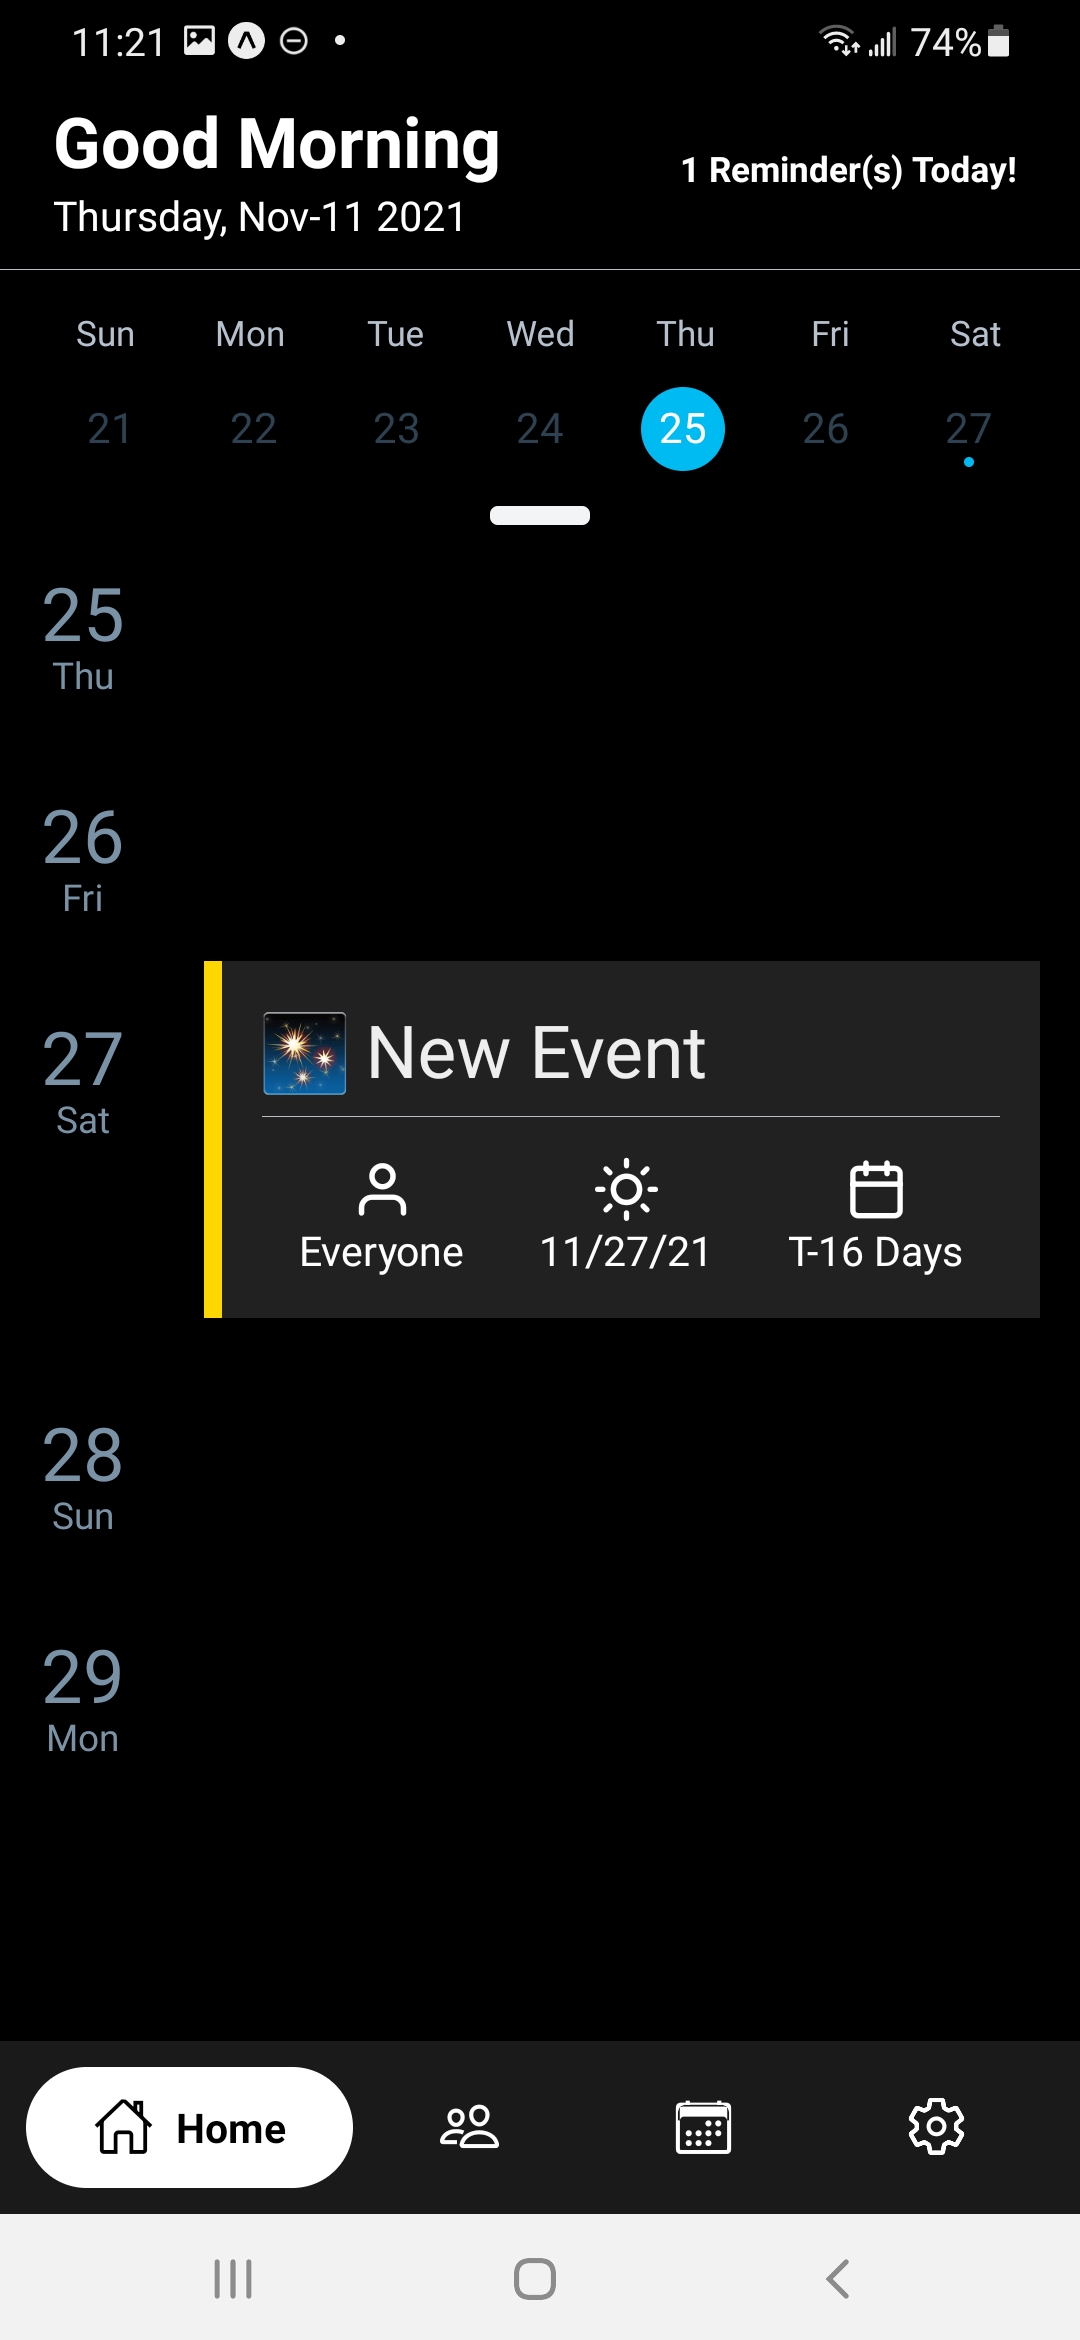 11:21 74%
Good Morning
1 Reminder(s) Today!
Thursday, Nov-11 2021
Sun Mon Tue Wed Thu Fri Sat
21 22 23 24 25 26 27
25
Thu
26
Fri
27
Sat
New Event
Everyone 11/27/21 T-16 Days
28
Sun
29
Mon
Home